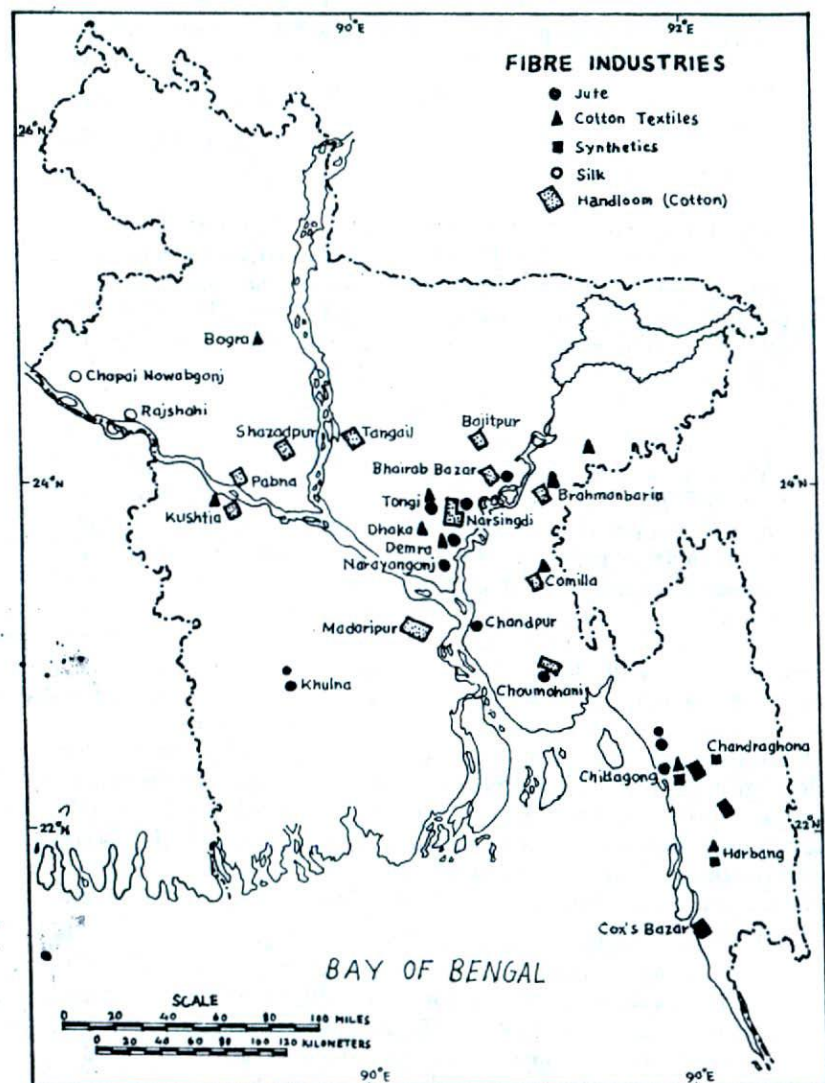 90°E
92°E
FIBRE INDUSTRIES
Jute
Cotton Textiles
Synthetics
Silk
Handloom (Cotton)
26°N
Bogra
Chapai Nowabgonj
Rajshahi
Shazadpur
Tangail
Bajitpur
Bhairab Bazar
24°N
Pabna
24°N
Tongi
Brahmanbaria
Kushtia
Narsingdi
Dhaka
Demra
Narayangonj
Comilla
Madaripur
Chandpur
Khulna
Choumohani
Chandraghona
Chittagong
22°N
22°N
Harbang
Cox's Bazar
BAY OF BENGAL
SCALE
0 20 40 60 80 100 MILES
0 20 40 60 80 100 120 KILOMETERS
90°E
90°E